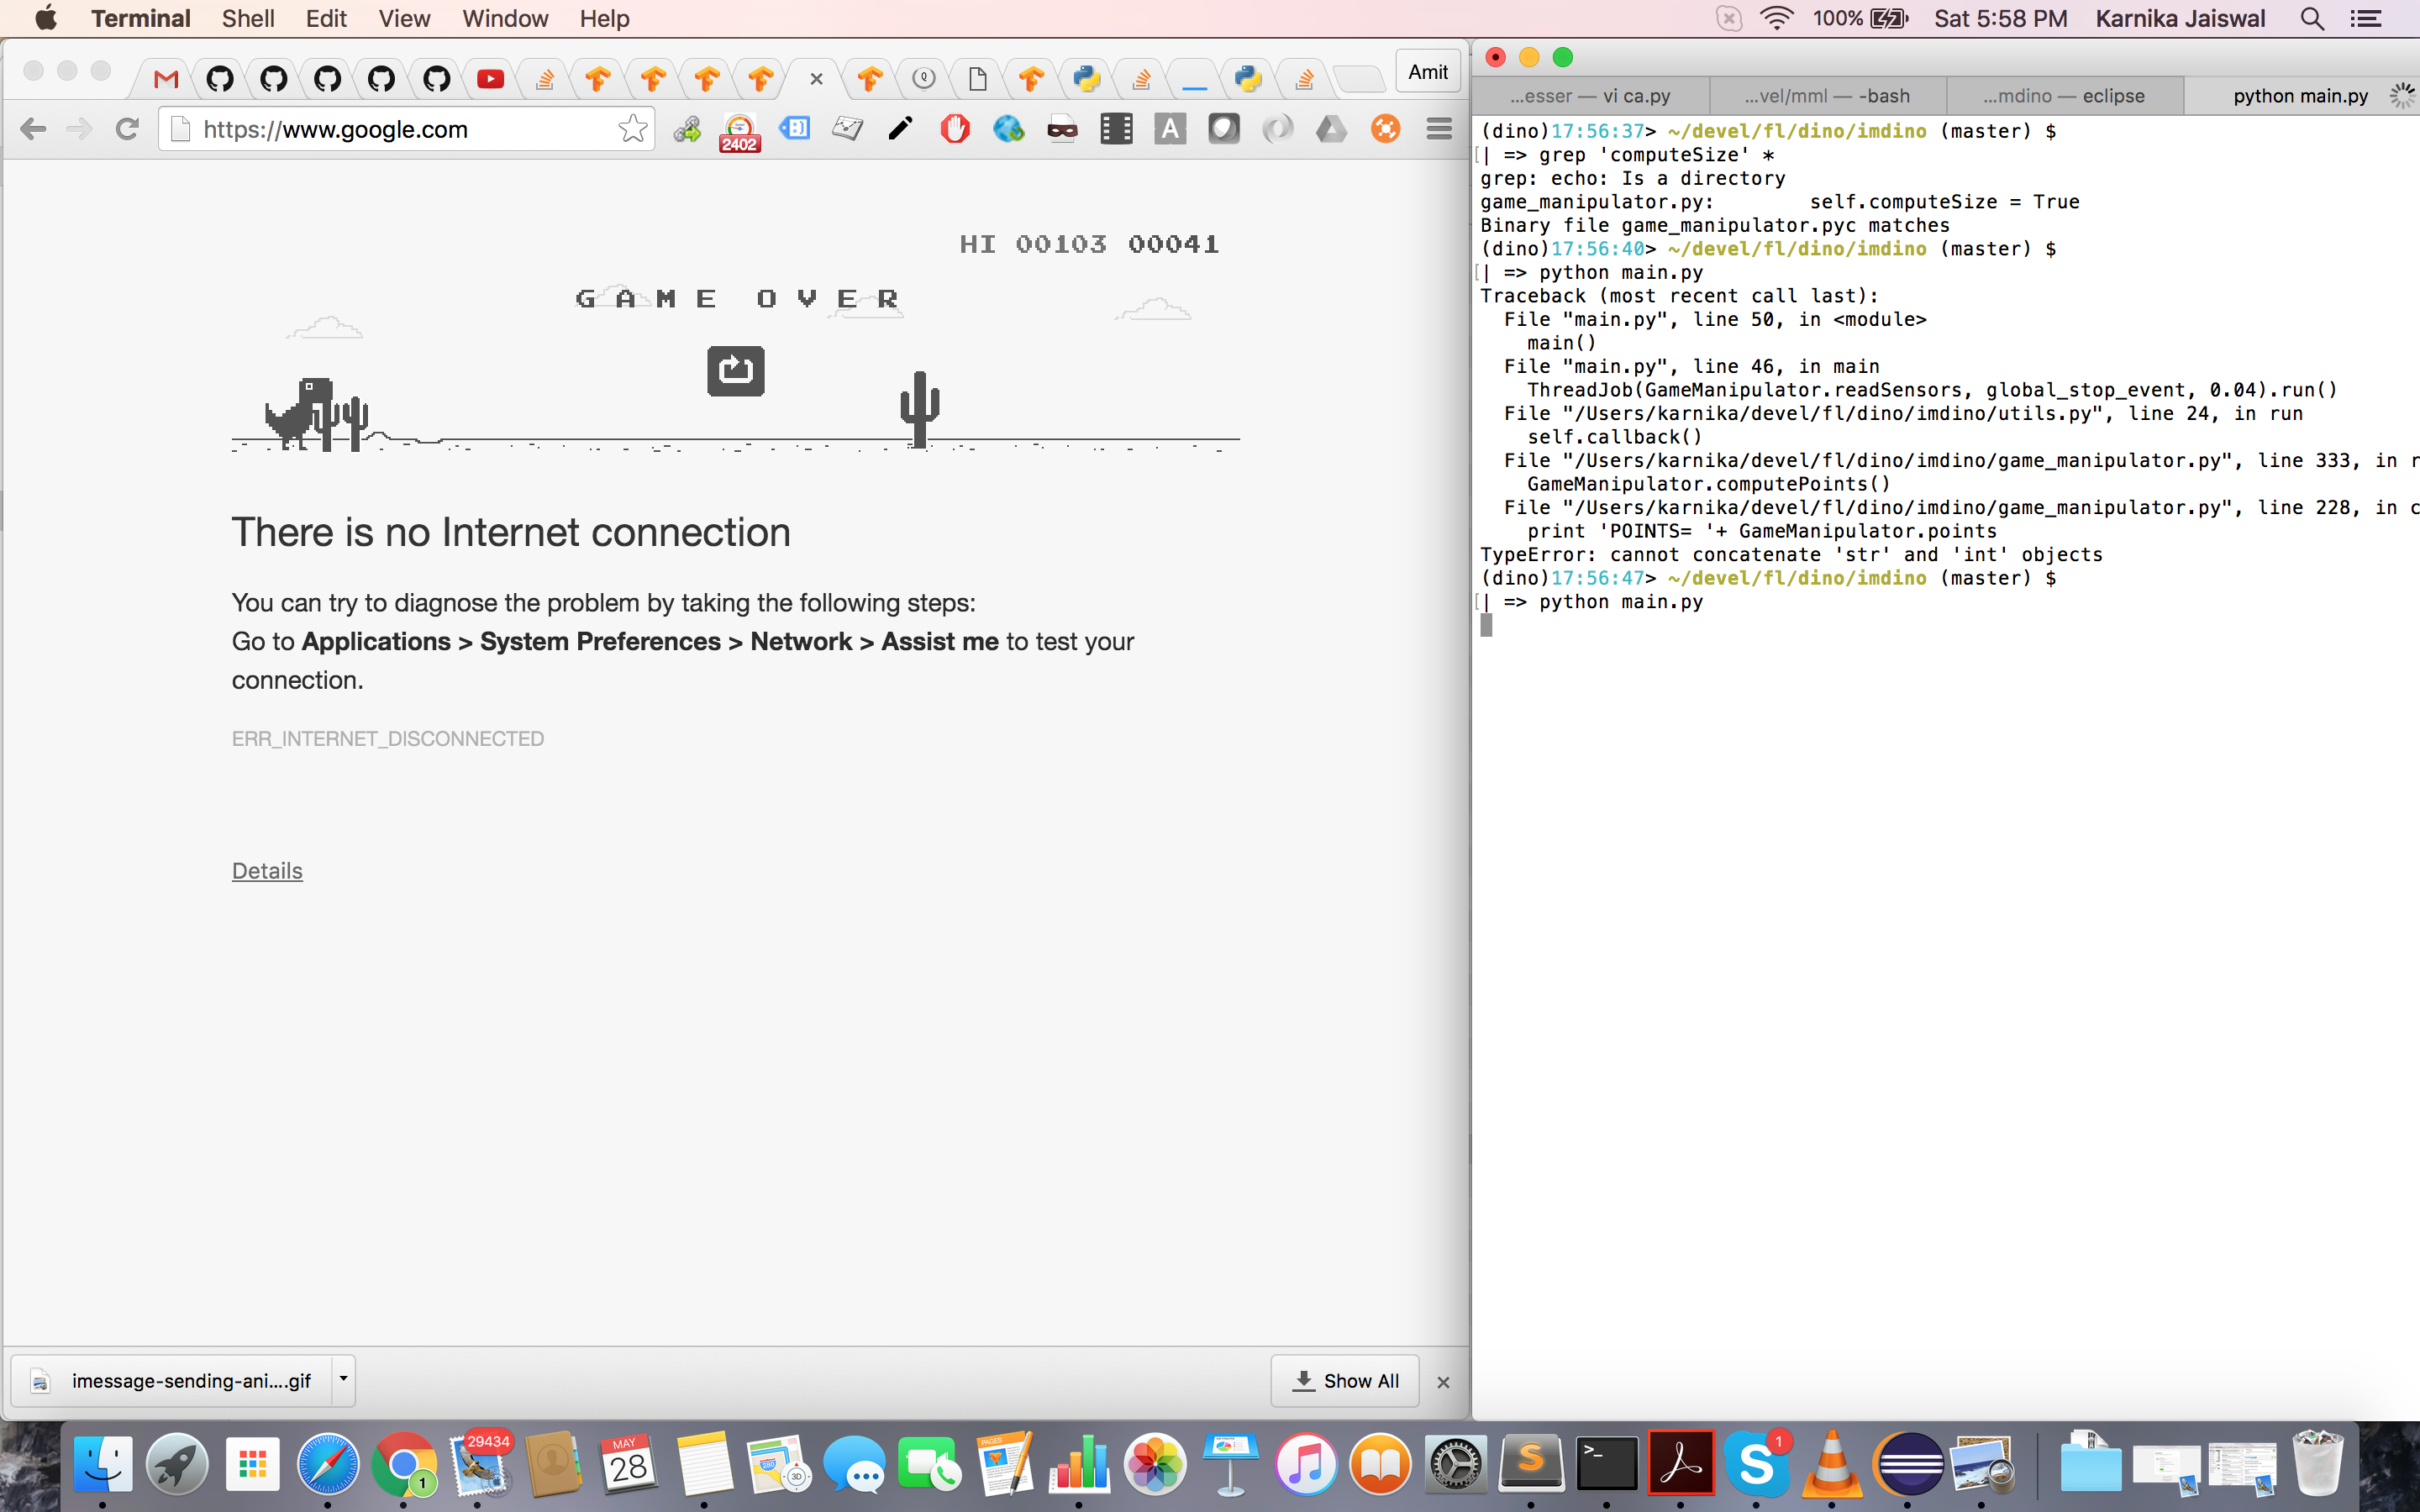 Terminal Shell Edit View Window Help
100% Sat 5:58 PM Karnika Jaiswal
Amit
https://www.google.com
2402
HI 00103 00041
GAME OVER
There is no Internet connection
You can try to diagnose the problem by taking the following steps:
Go to Applications > System Preferences > Network > Assist me to test your
connection.
ERR_INTERNET_DISCONNECTED
Details
imessage-sending-ani....gif
Show All
...esser — vi ca.py
...vel/mml — -bash
...mdino — eclipse
python main.py
(dino)17:56:37> ~/devel/fl/dino/imdino (master) $
[| => grep 'computeSize' *
grep: echo: Is a directory
game_manipulator.py:        self.computeSize = True
Binary file game_manipulator.pyc matches
(dino)17:56:40> ~/devel/fl/dino/imdino (master) $
[| => python main.py
Traceback (most recent call last):
  File "main.py", line 50, in <module>
    main()
  File "main.py", line 46, in main
    ThreadJob(GameManipulator.readSensors, global_stop_event, 0.04).run()
  File "/Users/karnika/devel/fl/dino/imdino/utils.py", line 24, in run
    self.callback()
  File "/Users/karnika/devel/fl/dino/imdino/game_manipulator.py", line 333, in r
    GameManipulator.computePoints()
  File "/Users/karnika/devel/fl/dino/imdino/game_manipulator.py", line 228, in c
    print 'POINTS= '+ GameManipulator.points
TypeError: cannot concatenate 'str' and 'int' objects
(dino)17:56:47> ~/devel/fl/dino/imdino (master) $
[| => python main.py
1
29434
MAY
28
PAGES
280
3D
S
>_
S
1